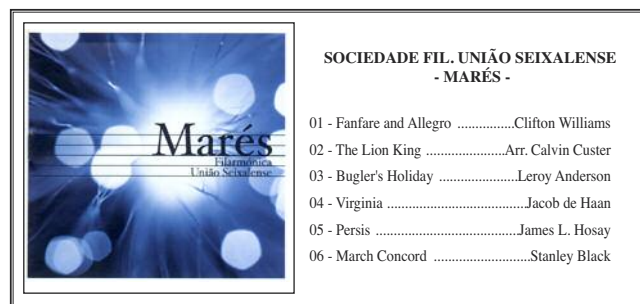 Marés
Filarmónica
União Seixalense
SOCIEDADE FIL. UNIÃO SEIXALENSE
- MARÉS -
01 - Fanfare and Allegro ................Clifton Williams
02 - The Lion King ......................Arr. Calvin Custer
03 - Bugler's Holiday ......................Leroy Anderson
04 - Virginia .......................................Jacob de Haan
05 - Persis .........................................James L. Hosay
06 - March Concord ...........................Stanley Black